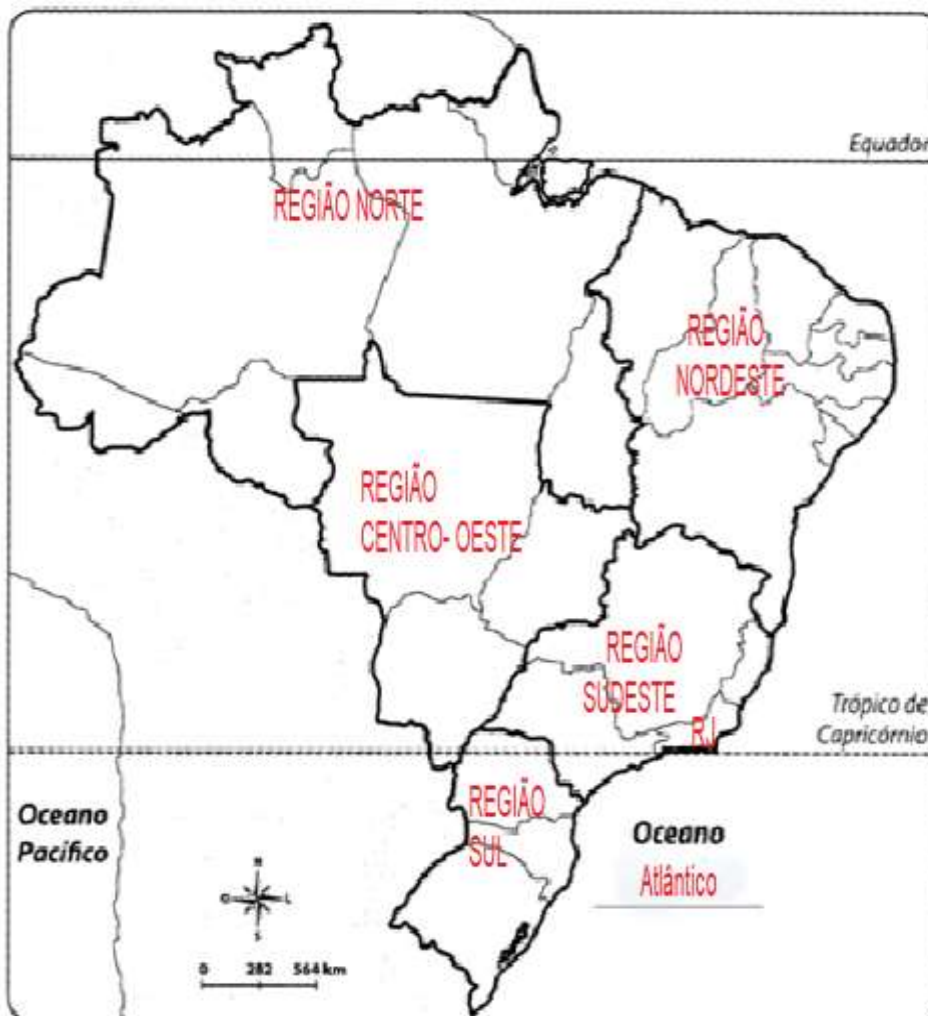 Equador
REGIÃO NORTE
REGIÃO
NORDESTE
REGIÃO
CENTRO- OESTE
REGIÃO
SUDESTE
RJ
Trópico de
Capricórnio
REGIÃO
SUL
Oceano
Pacífico
Oceano
Atlântico
N
O
L
S
0 282 564 km